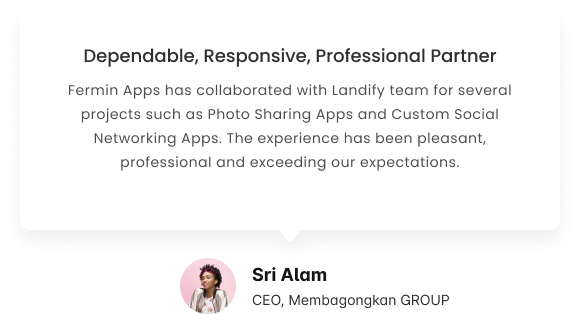 Dependable, Responsive, Professional Partner
Fermin Apps has collaborated with Landify team for several
projects such as Photo Sharing Apps and Custom Social
Networking Apps. The experience has been pleasant,
professional and exceeding our expectations.
Sri Alam
CEO, Membagongkan GROUP